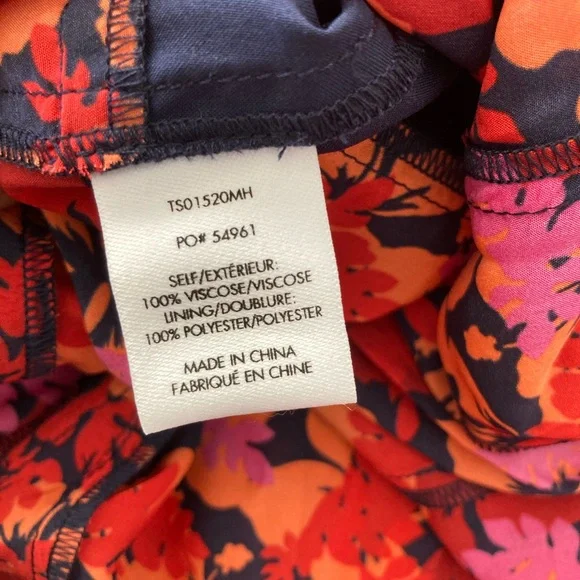 TS01520MH
PO# 54961
SELF/EXTÉRIEUR:
100% VISCOSE/VISCOSE
LINING/DOUBLURE:
100% POLYESTER/POLYESTER
MADE IN CHINA
FABRIQUÉ EN CHINE